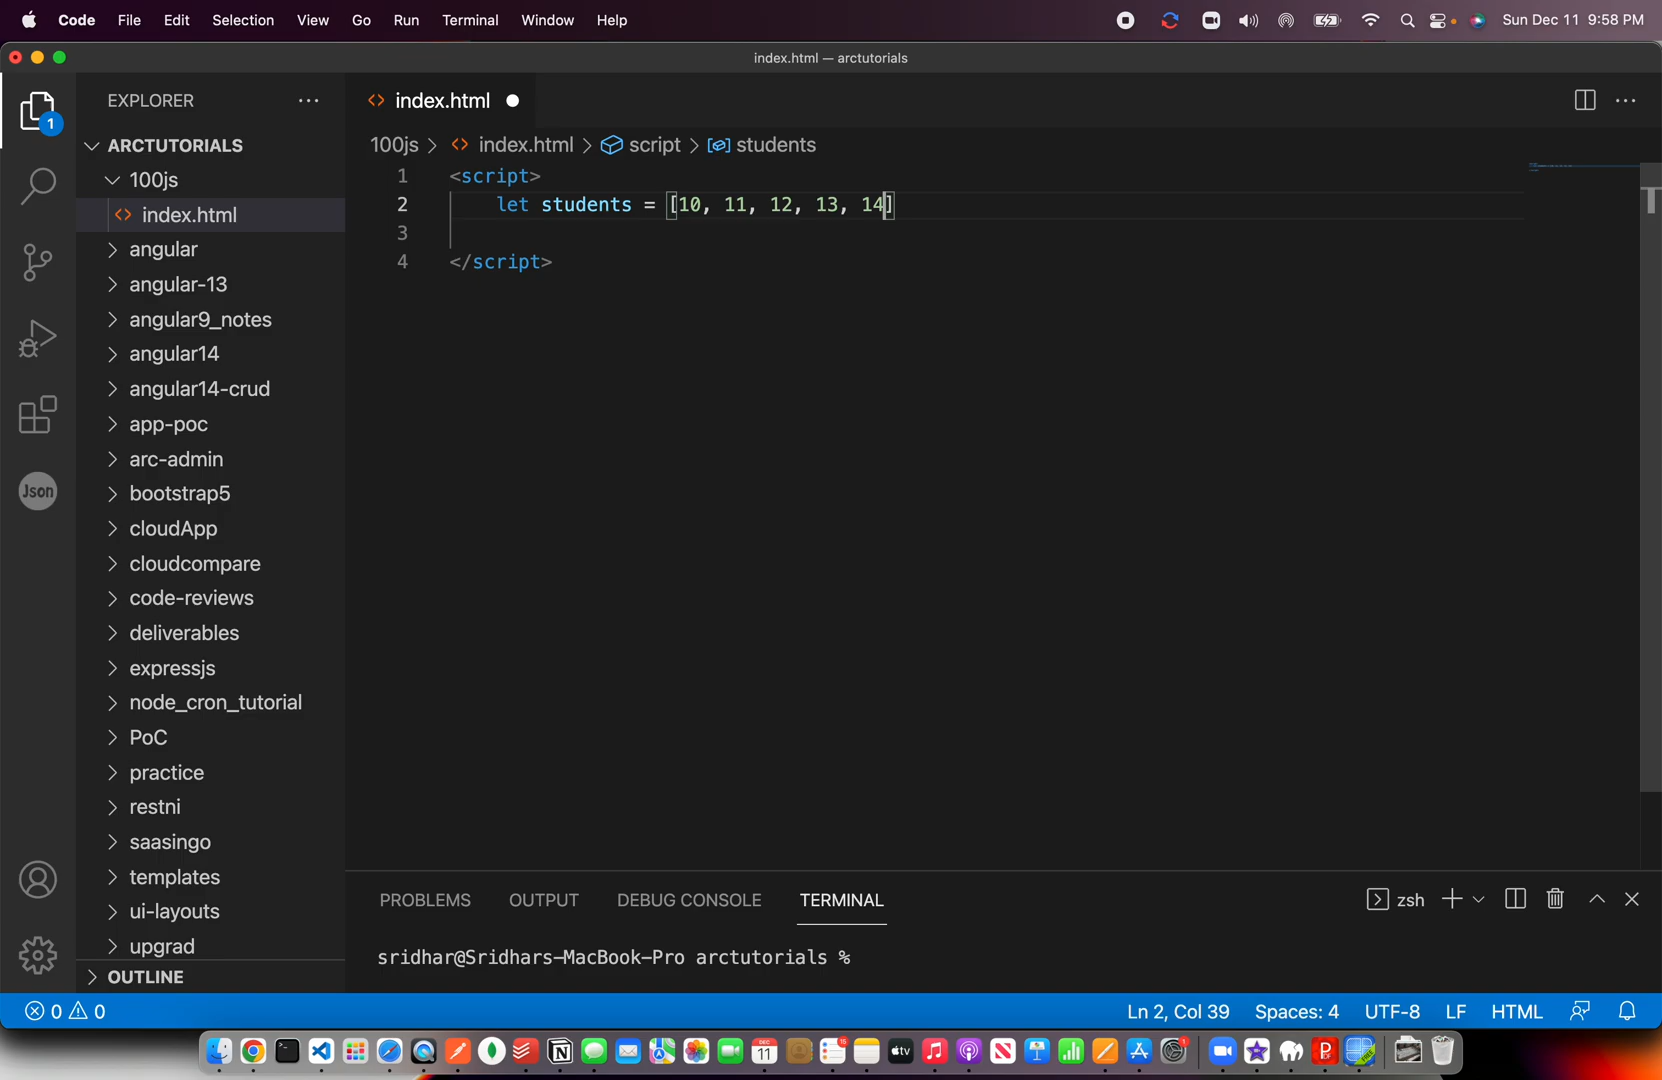 Code File Edit Selection View Go Run Terminal Window Help Sun Dec 11 9:58 PM
index.html — arctutorials
EXPLORER
index.html
1
ARCTUTORIALS
100js > index.html > script > students
100js
1 <script>
index.html
2 let students = [10, 11, 12, 13, 14]
3
angular
4 </script>
angular-13
angular9_notes
angular14
angular14-crud
app-poc
arc-admin
Json
bootstrap5
cloudApp
cloudcompare
code-reviews
deliverables
expressjs
node_cron_tutorial
PoC
practice
restni
saasingo
templates
ui-layouts
upgrad
OUTLINE
PROBLEMS OUTPUT DEBUG CONSOLE TERMINAL zsh
sridhar@Sridhars-MacBook-Pro arctutorials %
0 0 Ln 2, Col 39 Spaces: 4 UTF-8 LF HTML